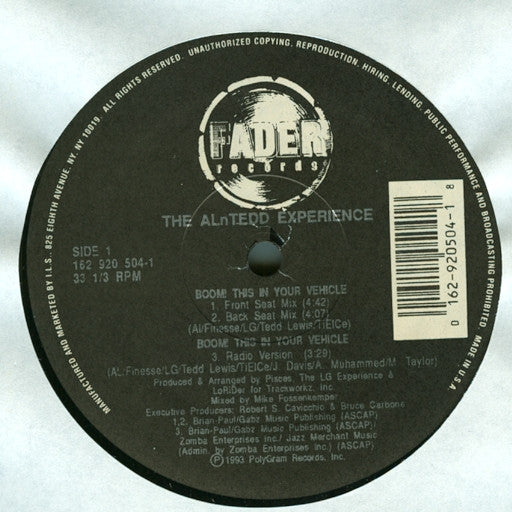 MANUFACTURED AND MARKETED BY I.L.S., 825 EIGHTH AVENUE, NY, NY 10019. ALL RIGHTS RESERVED. UNAUTHORIZED COPYING, REPRODUCTION, HIRING, LENDING, PUBLIC PERFORMANCE AND BROADCASTING PROHIBITED. MADE IN U.S.A.
FADER
records
THE ALnTEDD EXPERIENCE
SIDE 1
162 920 504-1
33 1/3 RPM
0 162-920504-1 8
BOOM! THIS IN YOUR VEHICLE
1. Front Seat Mix (4:42)
2. Back Seat Mix (4:07)
(AL/Finesse/LG/Tedd Lewis/TiElCe)
BOOM! THIS IN YOUR VEHICLE
3. Radio Version (3:29)
(AL/Finesse/LG/Tedd Lewis/TiElCe/J. Davis/A. Muhammed/M. Taylor)
Produced & Arranged by Pisces, The LG Experience &
LoRiDer for Trackworkz, Inc.
Mixed by Mike Fossenkemper
Executive Producers: Robert S. Cavicchio & Bruce Carbone
1,2. Brian-Paul/Gabz Music Publishing (ASCAP)
3. Brian-Paul/Gabz Music Publishing (ASCAP)/
Zomba Enterprises Inc./ Jazz Merchant Music
(Admin. by Zomba Enterprises Inc.) (ASCAP)
Ⓟ1993 PolyGram Records, Inc.